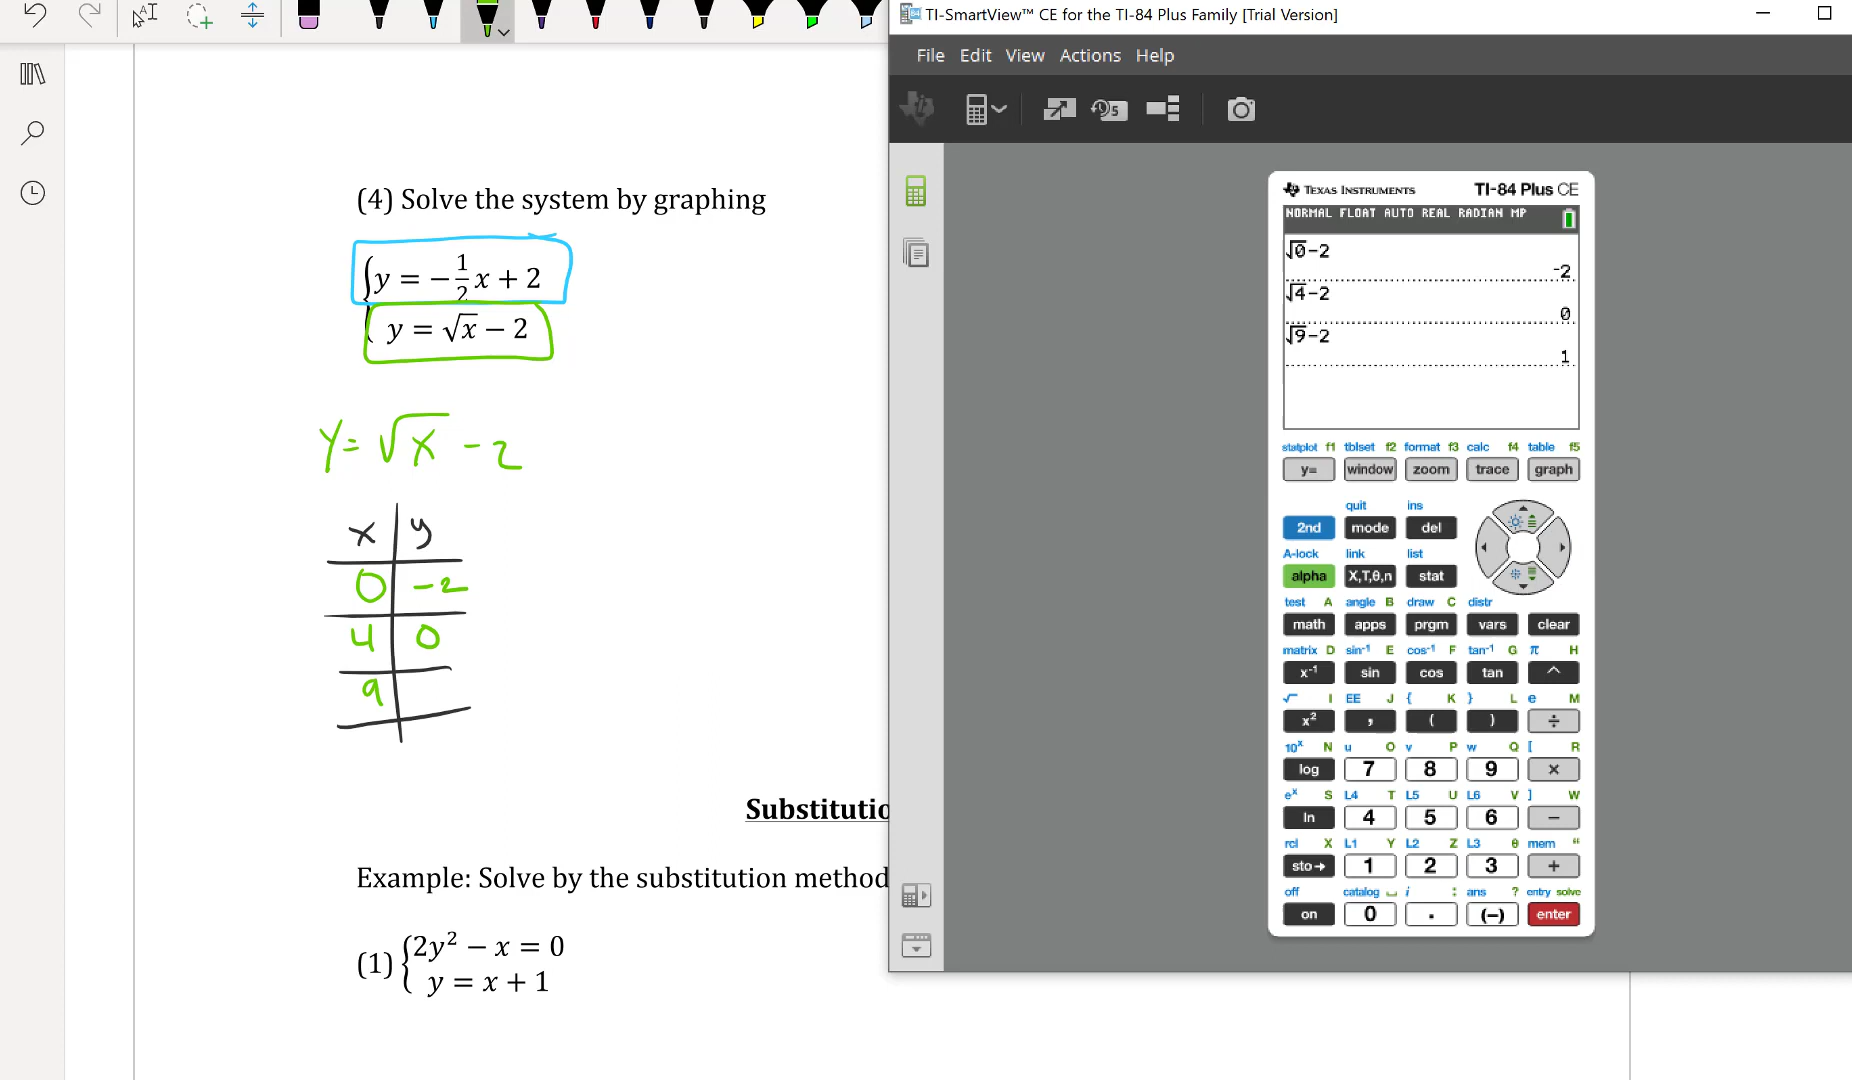 TI-SmartView™ CE for the TI-84 Plus Family [Trial Version]
File Edit View Actions Help
(4) Solve the system by graphing
y = −1/2x + 2
y = √x − 2
Y= √x - 2
x y
0 -2
4 0
9
Substitutio
Example: Solve by the substitution method
(1) {2y² − x = 0
y = x + 1
TEXAS INSTRUMENTS TI-84 Plus CE
NORMAL FLOAT AUTO REAL RADIAN MP
√0-2
-2
√4-2
0
√9-2
1
statplot f1 tblset f2 format f3 calc f4 table f5
y= window zoom trace graph
quit ins
2nd mode del
A-lock link list
alpha X,T,θ,n stat
test A angle B draw C distr
math apps prgm vars clear
matrix D sin⁻¹ E cos⁻¹ F tan⁻¹ G π H
x⁻¹ sin cos tan ^
√ I EE J { K } L e M
x² , ( ) ÷
10ˣ N u O v P w Q [ R
log 7 8 9 ×
eˣ S L4 T L5 U L6 V ] W
ln 4 5 6 −
rcl X L1 Y L2 Z L3 θ mem "
sto→ 1 2 3 +
off catalog ⎵ i : ans ? entry solve
on 0 . (−) enter